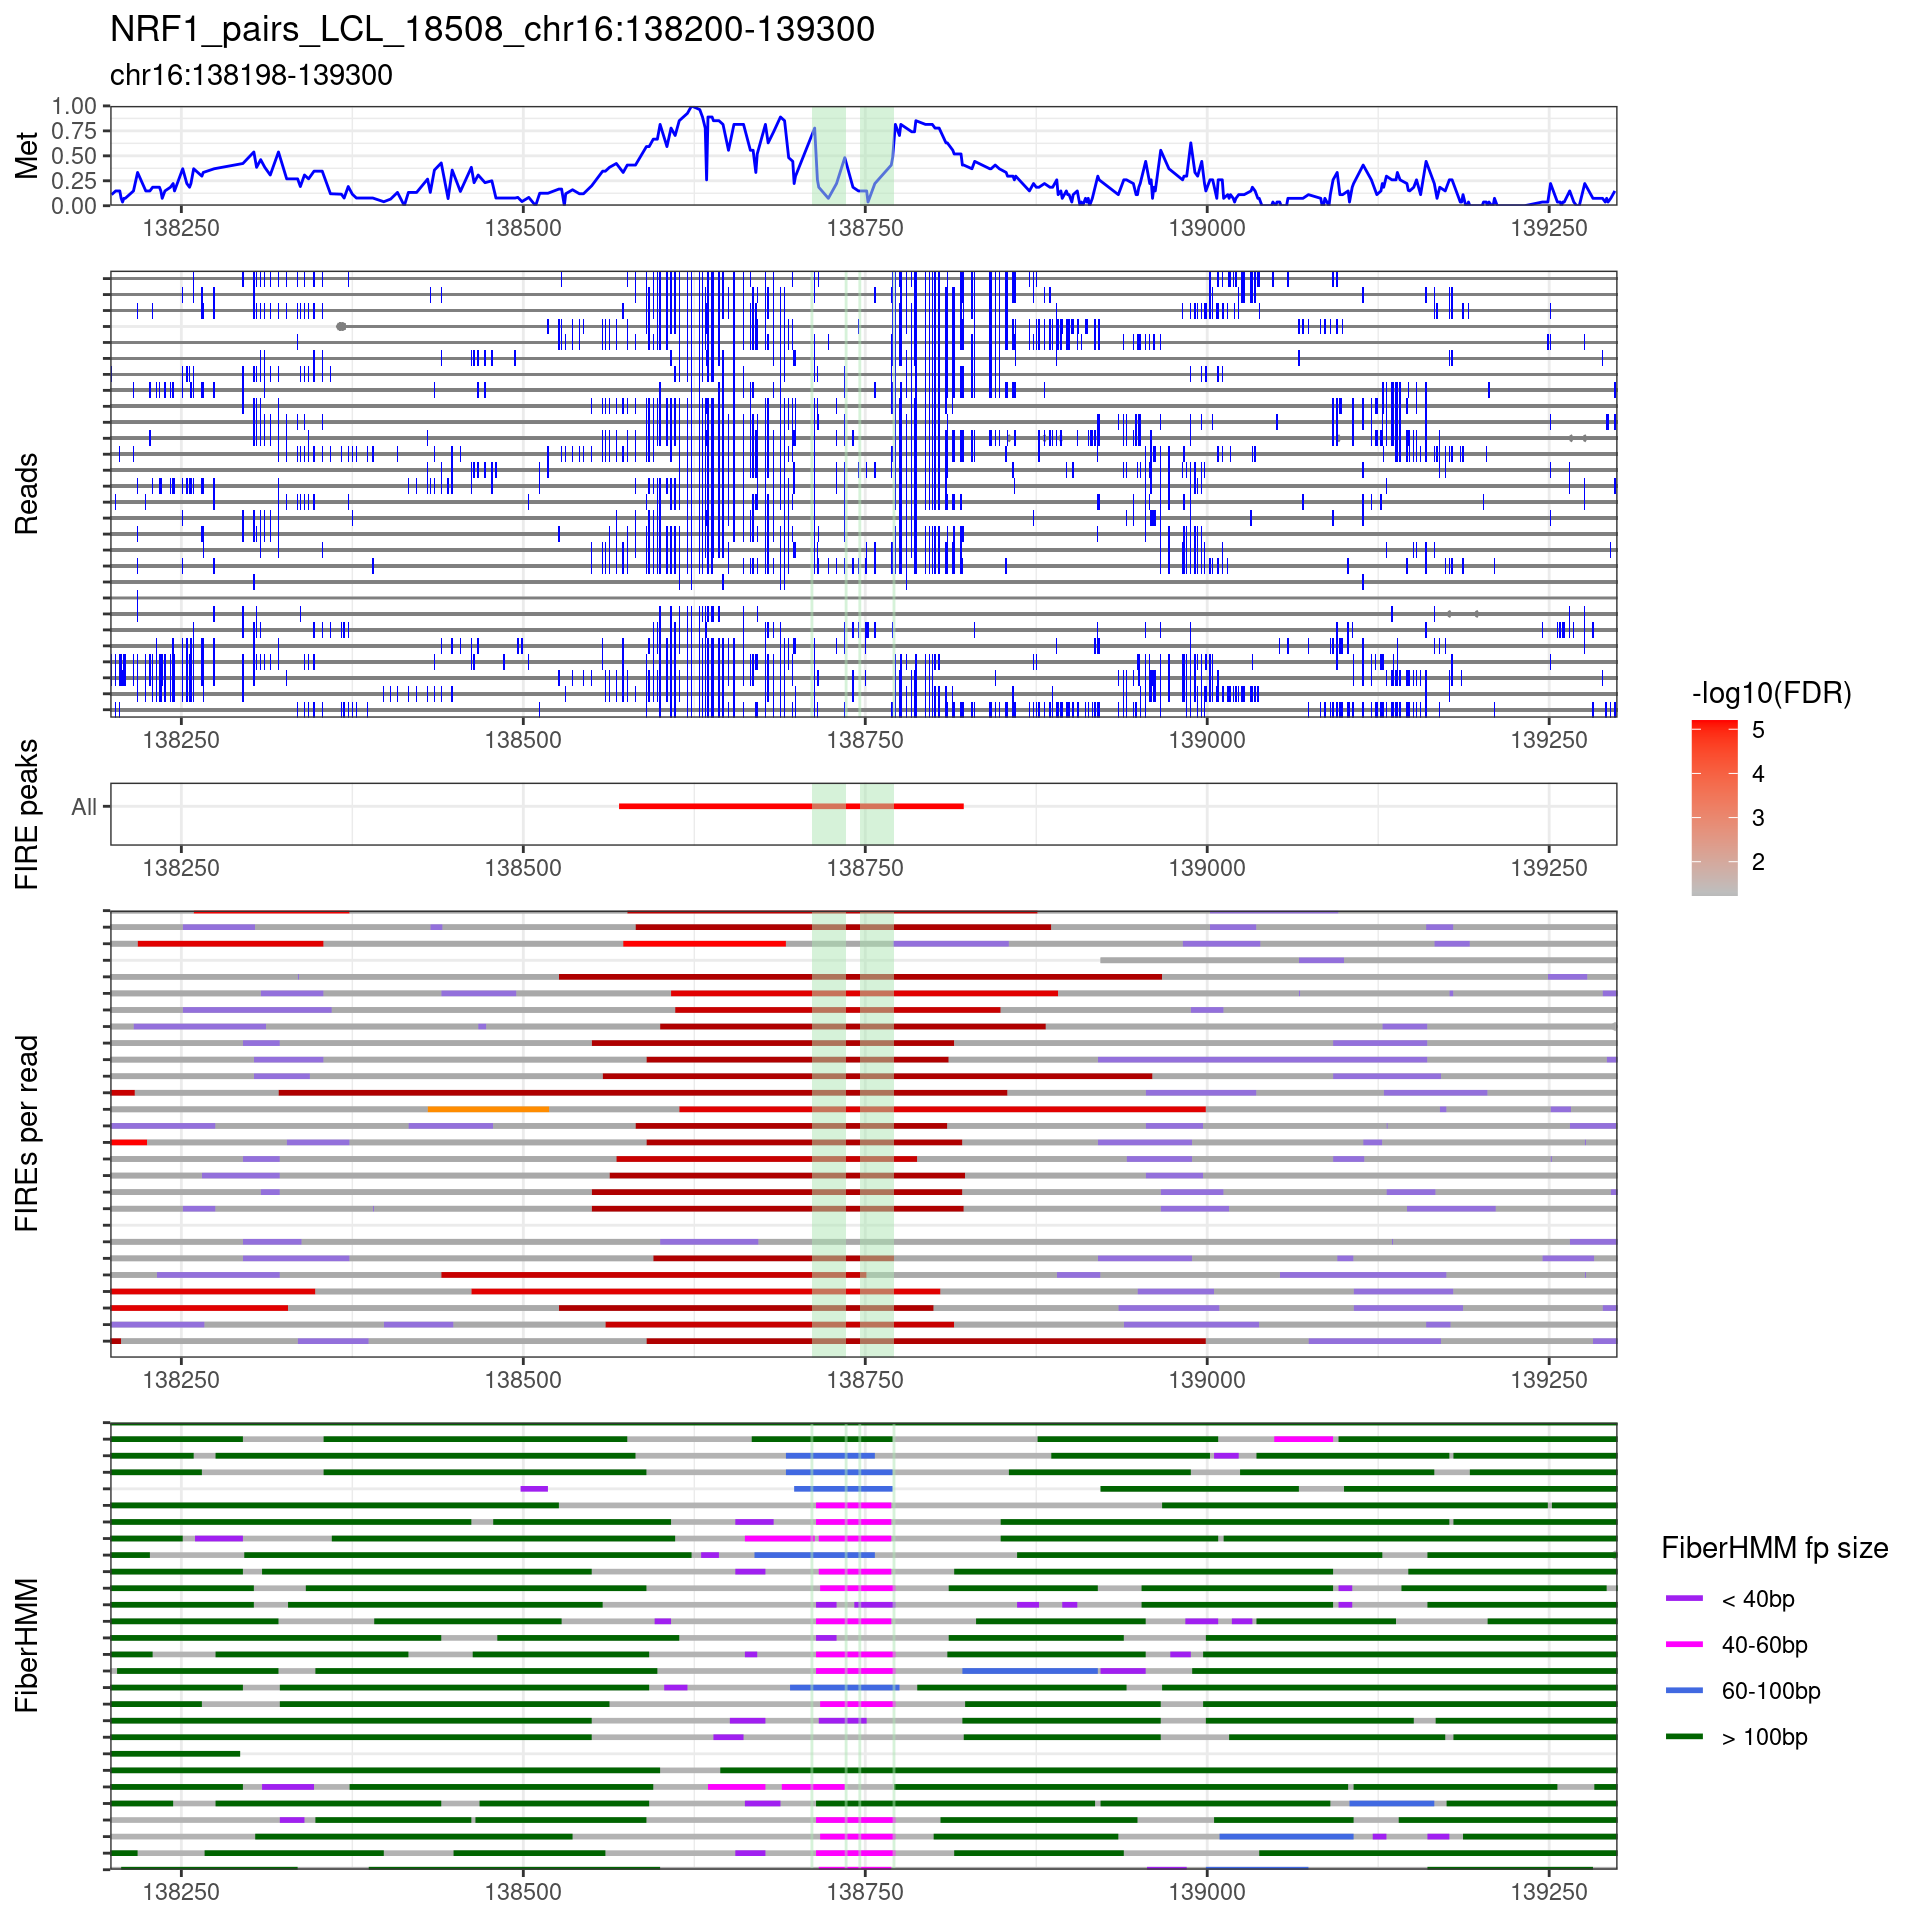 NRF1_pairs_LCL_18508_chr16:138200-139300
chr16:138198-139300
Met
1.00
0.75
0.50
0.25
0.00
138250 138500 138750 139000 139250
Reads
138250 138500 138750 139000 139250
FIRE peaks
All
138250 138500 138750 139000 139250
FIREs per read
138250 138500 138750 139000 139250
FiberHMM
138250 138500 138750 139000 139250
-log10(FDR)
5
4
3
2
FiberHMM fp size
< 40bp
40-60bp
60-100bp
> 100bp